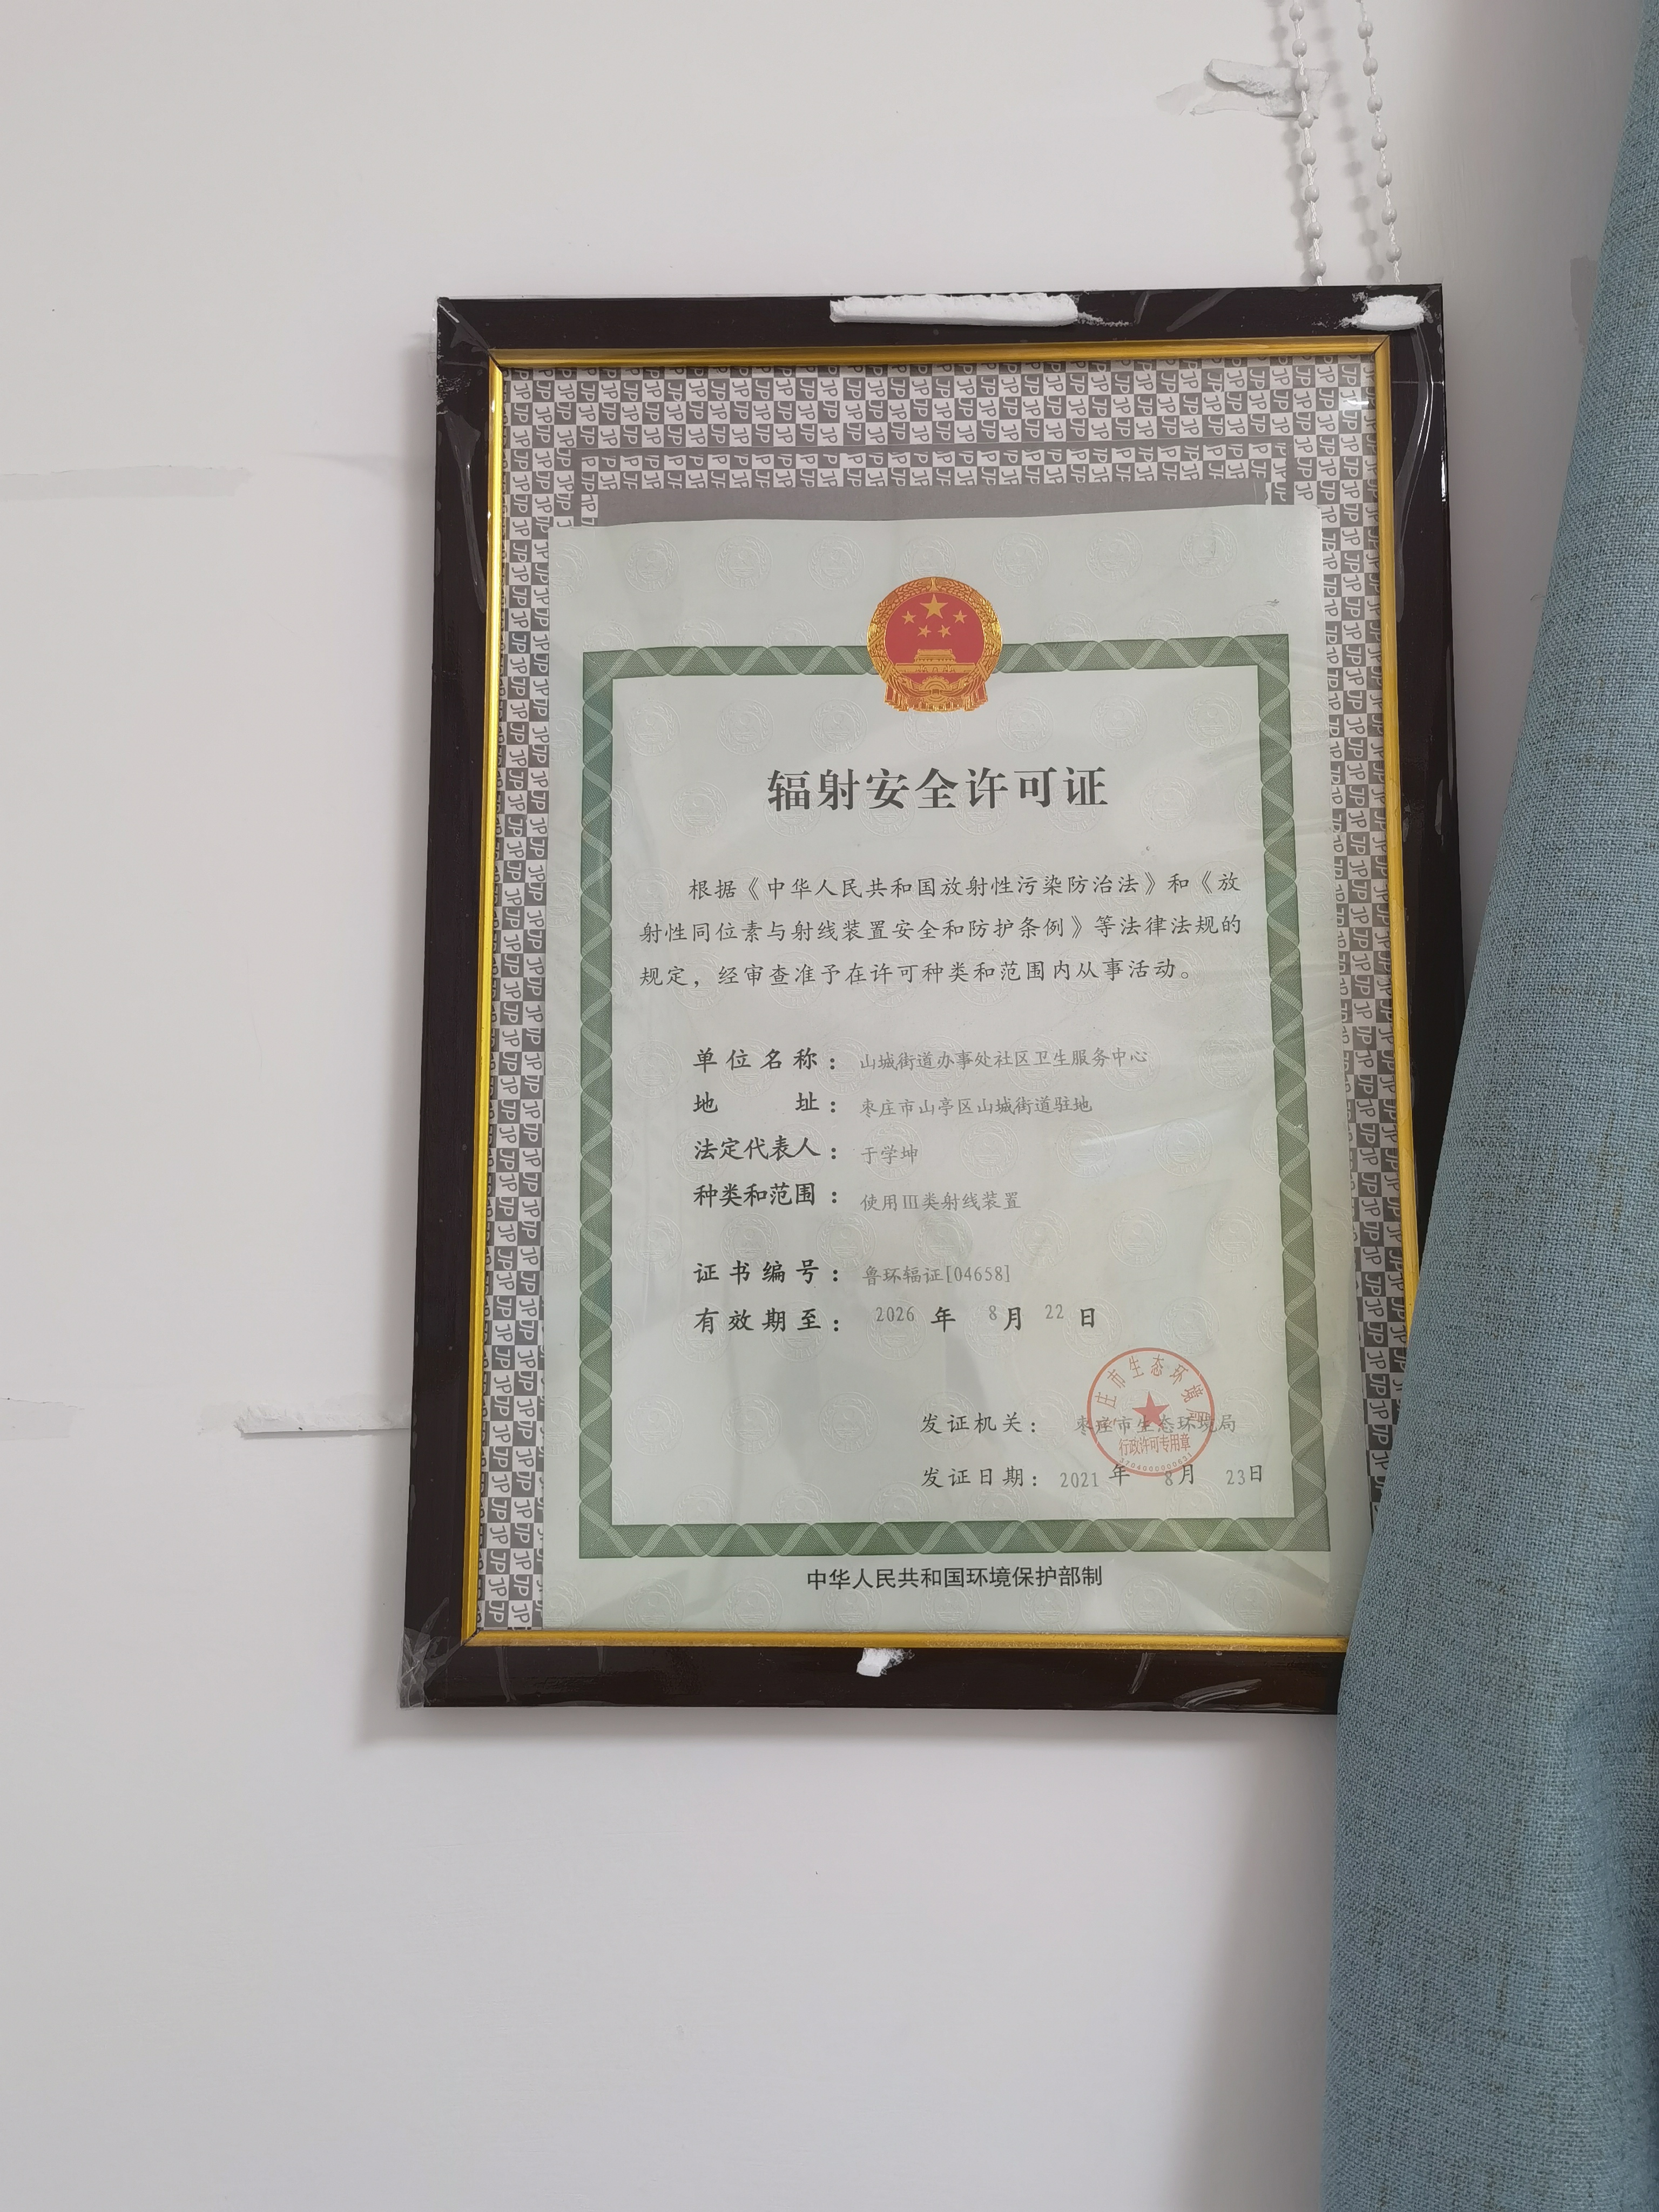 辐射安全许可证
根据《中华人民共和国放射性污染防治法》和《放
射性同位素与射线装置安全和防护条例》等法律法规的
规定，经审查准予在许可种类和范围内从事活动。
单位名称：山城街道办事处社区卫生服务中心
地 址：枣庄市山亭区山城街道驻地
法定代表人：于学坤
种类和范围：使用Ⅲ类射线装置
证书编号：鲁环辐证[04658]
有效期至：2026 年 8月 22 日
发证机关：枣庄市生态环境局
庄市生态环境局
行政许可专用章
发证日期：2021 年 8月 23日
中华人民共和国环境保护部制